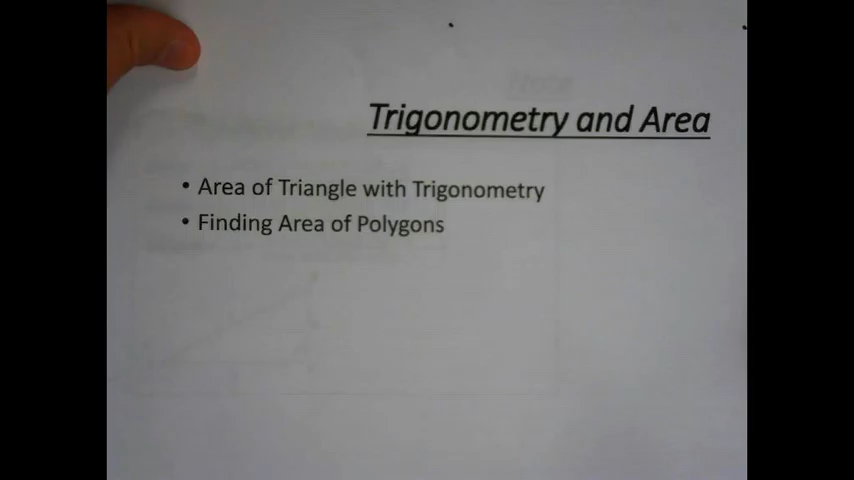 Trigonometry and Area
• Area of Triangle with Trigonometry
• Finding Area of Polygons